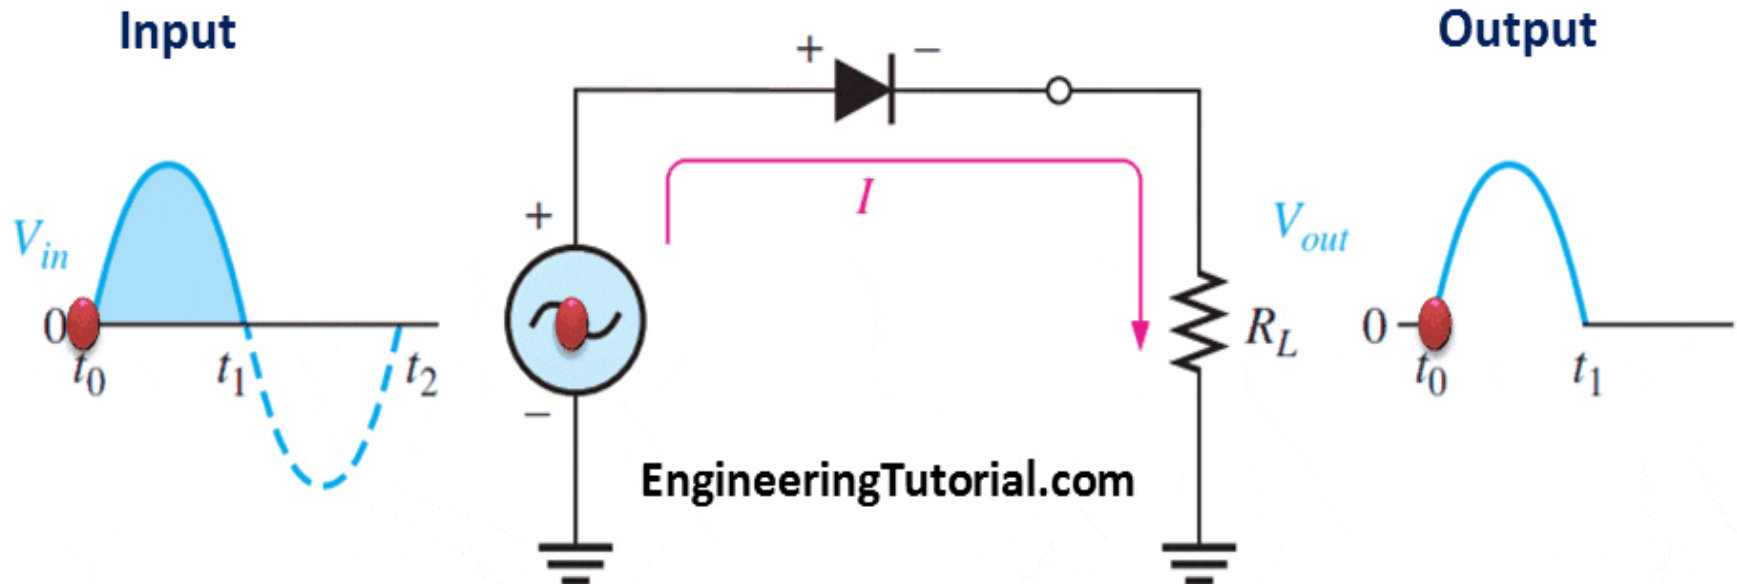 Input
Output
+
−
I
V_in
+
V_out
0
R_L
0
t_0
t_1
t_2
t_0
t_1
−
EngineeringTutorial.com